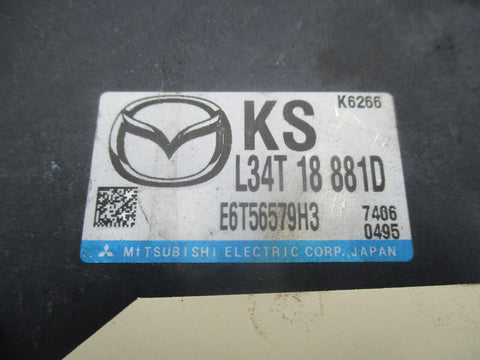 K6266
KS
L34T 18 881D
E6T56579H3
7406
0495
MITSUBISHI ELECTRIC CORP., JAPAN